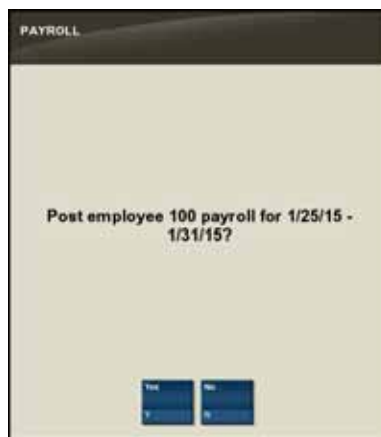 PAYROLL
Post employee 100 payroll for 1/25/15 -
1/31/15?
Yes No
Y N